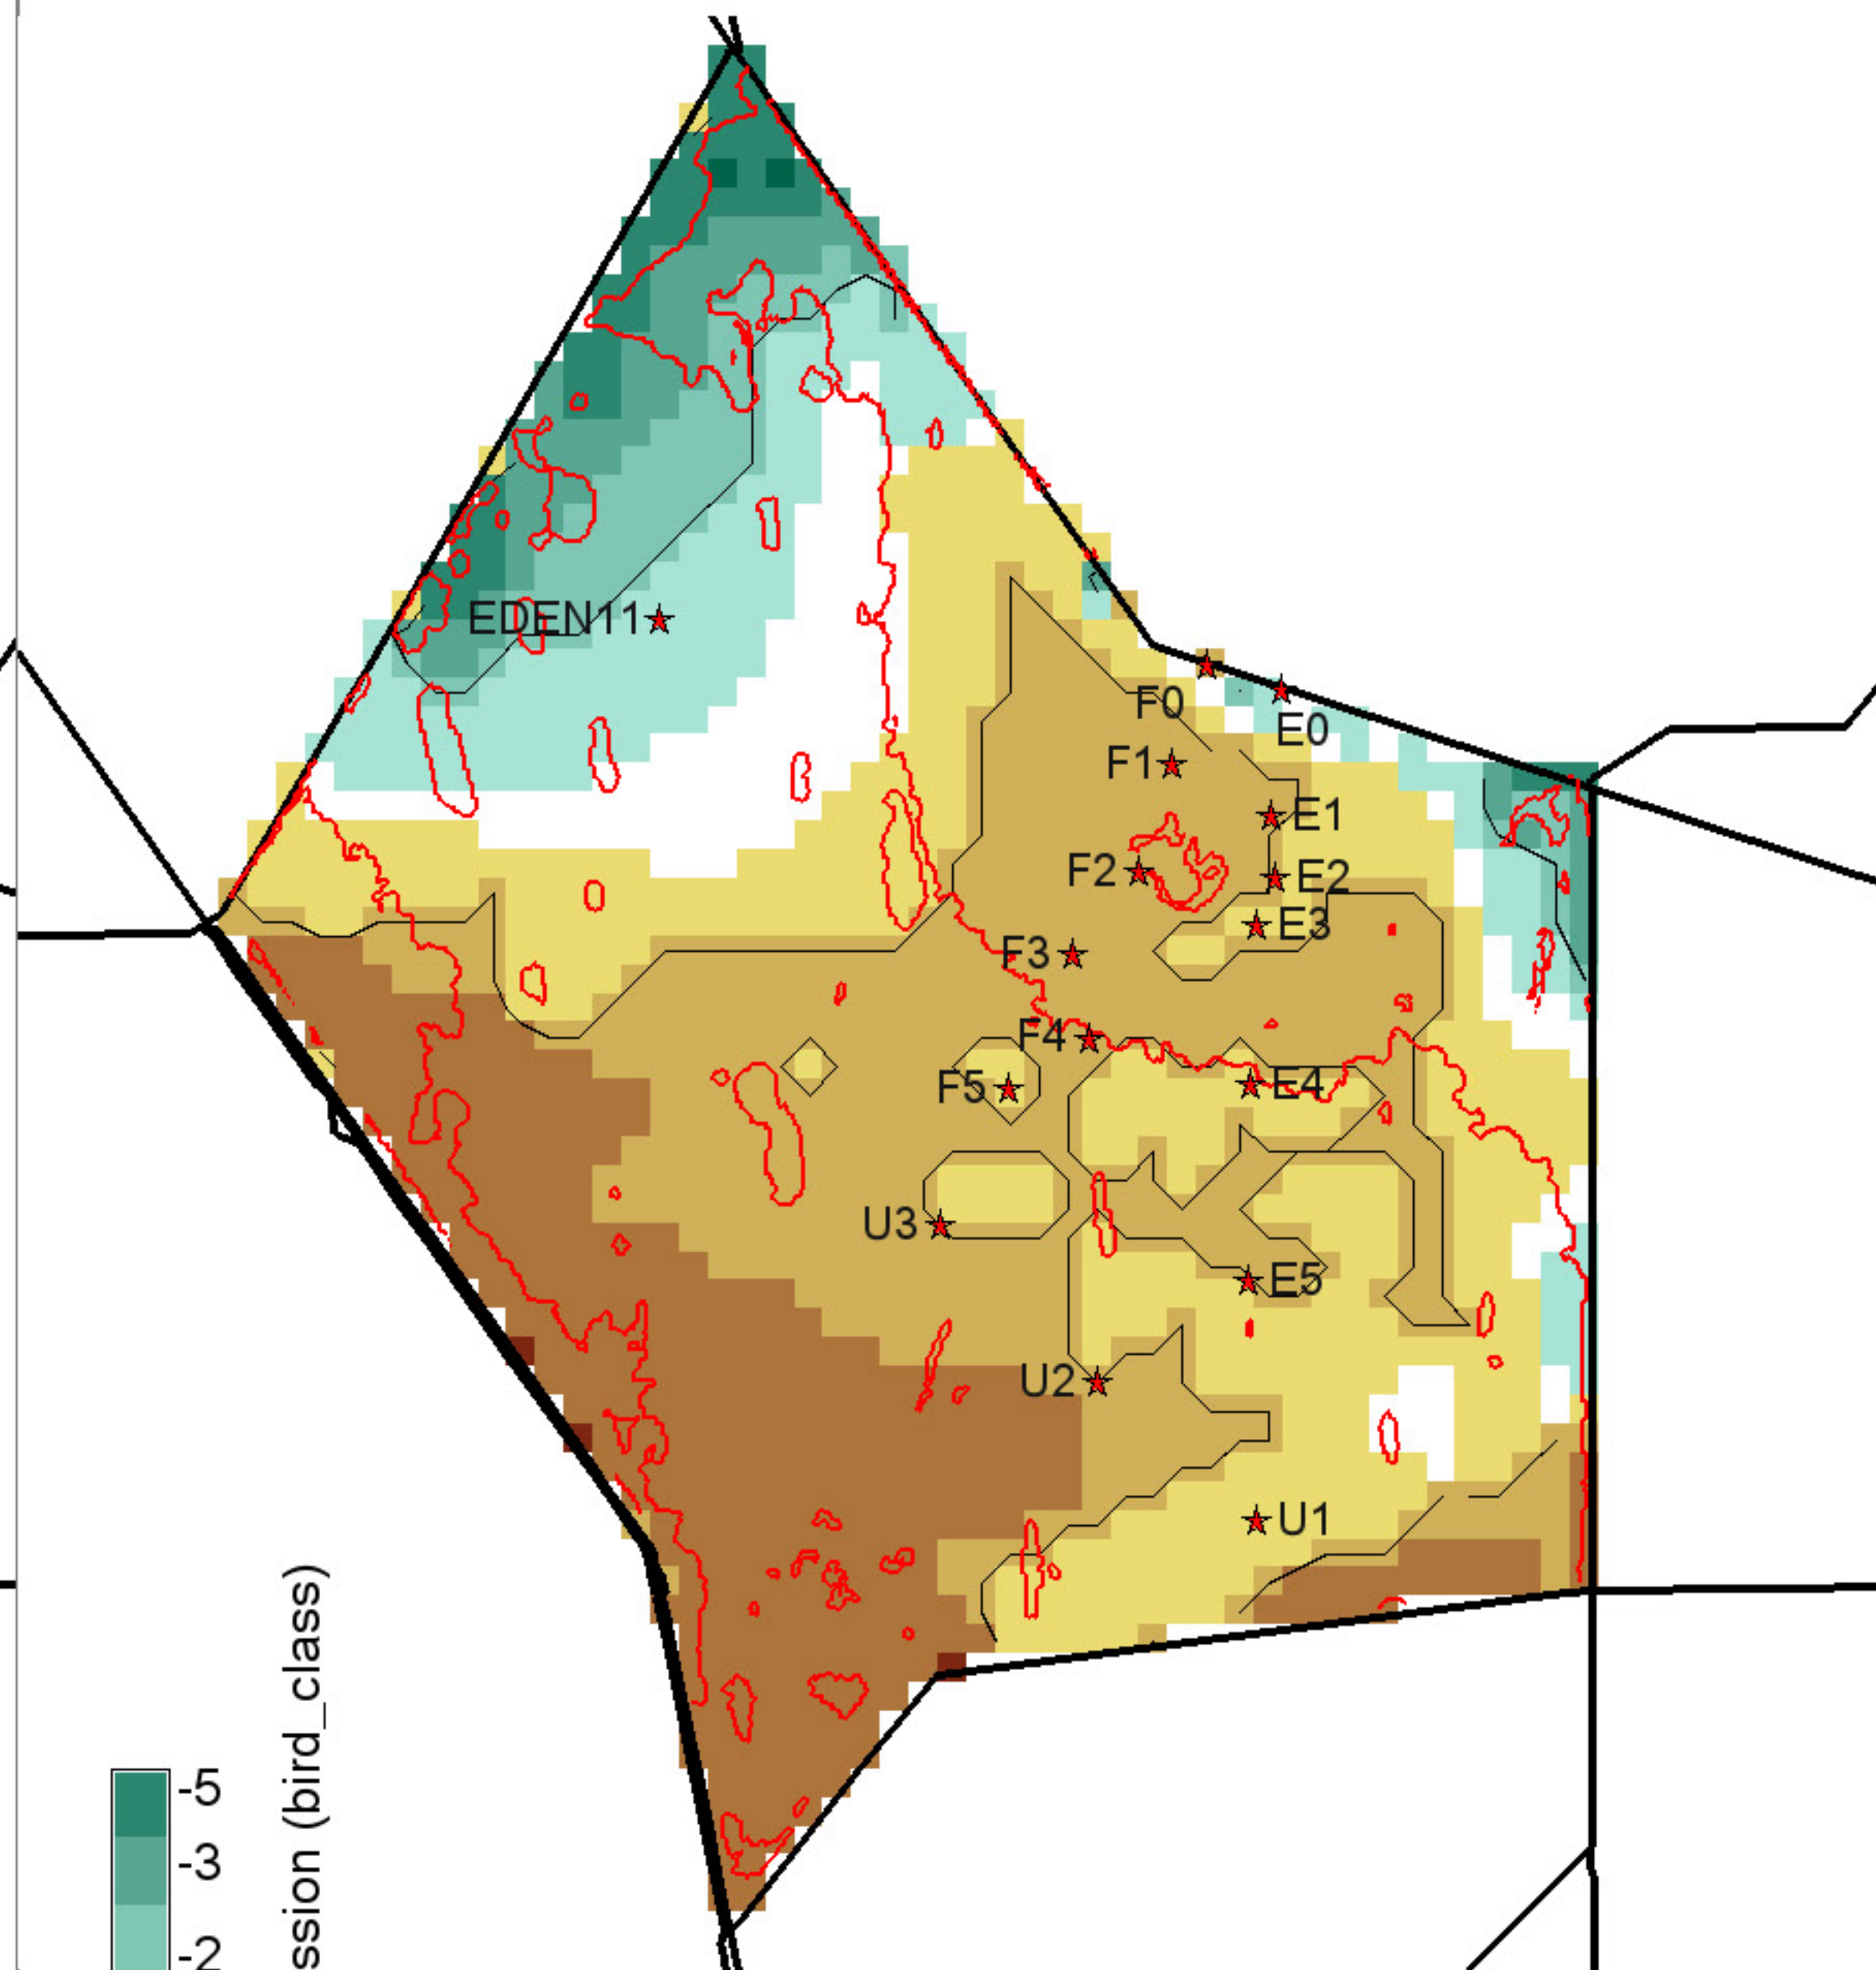 EDEN11
F0
E0
F1
E1
F2
E2
E3
F3
F4
E4
F5
U3
E5
U2
U1
-5
-3
-2
ssion (bird_class)